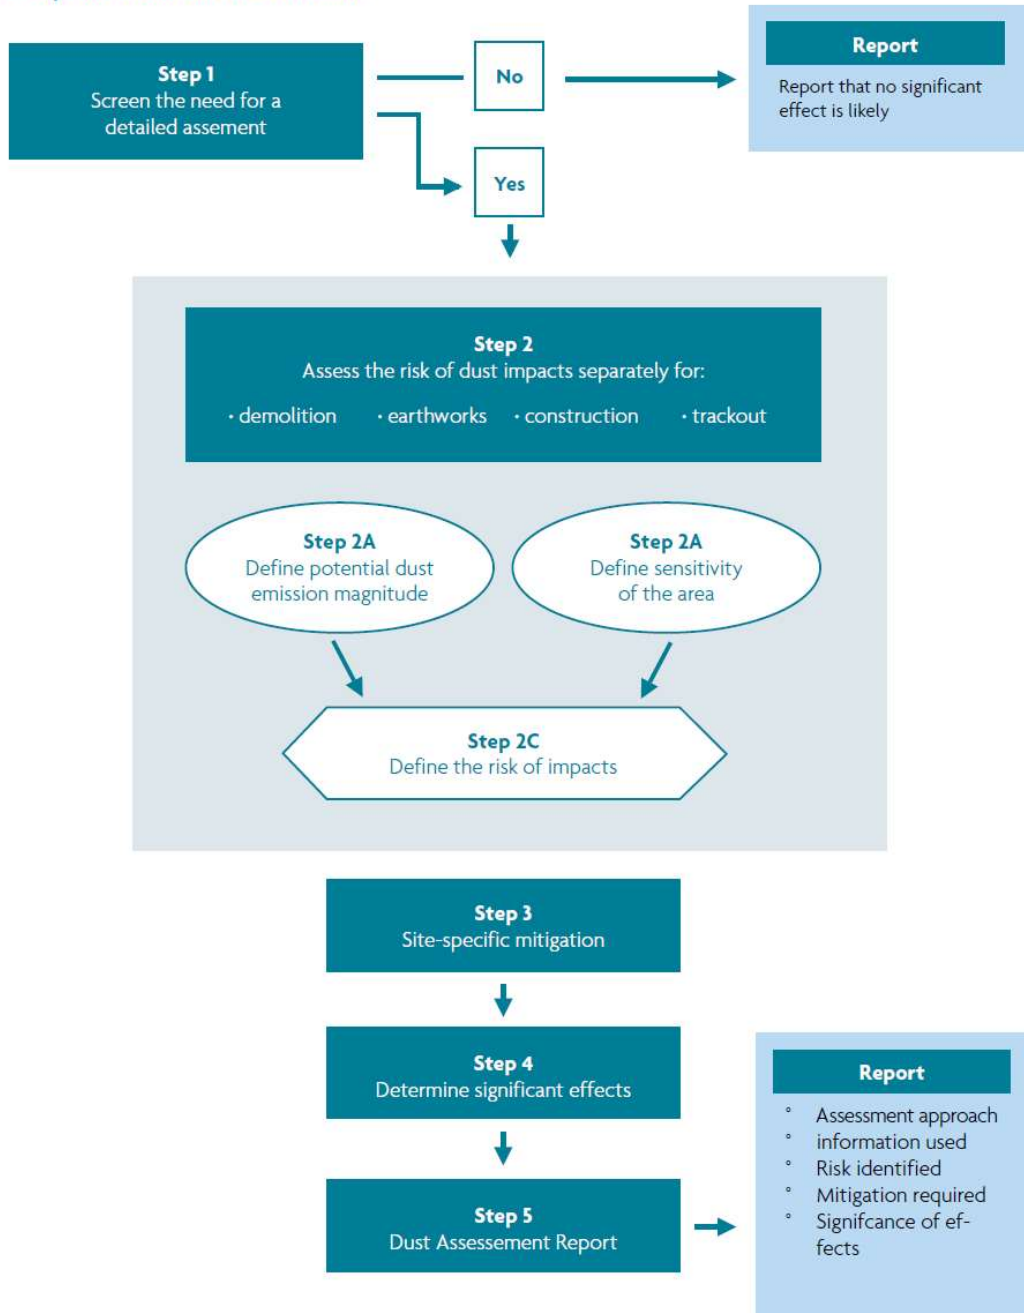 Step 1
Screen the need for a
detailed assement
No
Report
Report that no significant
effect is likely
Yes
Step 2
Assess the risk of dust impacts separately for:
· demolition · earthworks · construction · trackout
Step 2A
Define potential dust
emission magnitude
Step 2A
Define sensitivity
of the area
Step 2C
Define the risk of impacts
Step 3
Site-specific mitigation
Step 4
Determine significant effects
Step 5
Dust Assessement Report
Report
° Assessment approach
° information used
° Risk identified
° Mitigation required
° Signifcance of ef-
fects